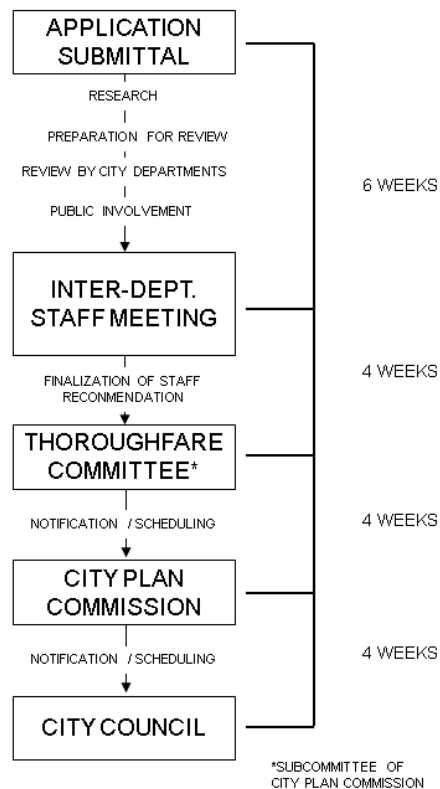 APPLICATION
SUBMITTAL
RESEARCH
PREPARATION FOR REVIEW
REVIEW BY CITY DEPARTMENTS
PUBLIC INVOLVEMENT
6 WEEKS
INTER-DEPT.
STAFF MEETING
4 WEEKS
FINALIZATION OF STAFF
RECONMENDATION
THOROUGHFARE
COMMITTEE*
NOTIFICATION / SCHEDULING
4 WEEKS
CITY PLAN
COMMISSION
NOTIFICATION / SCHEDULING
4 WEEKS
CITY COUNCIL
*SUBCOMMITTEE OF
CITY PLAN COMMISSION